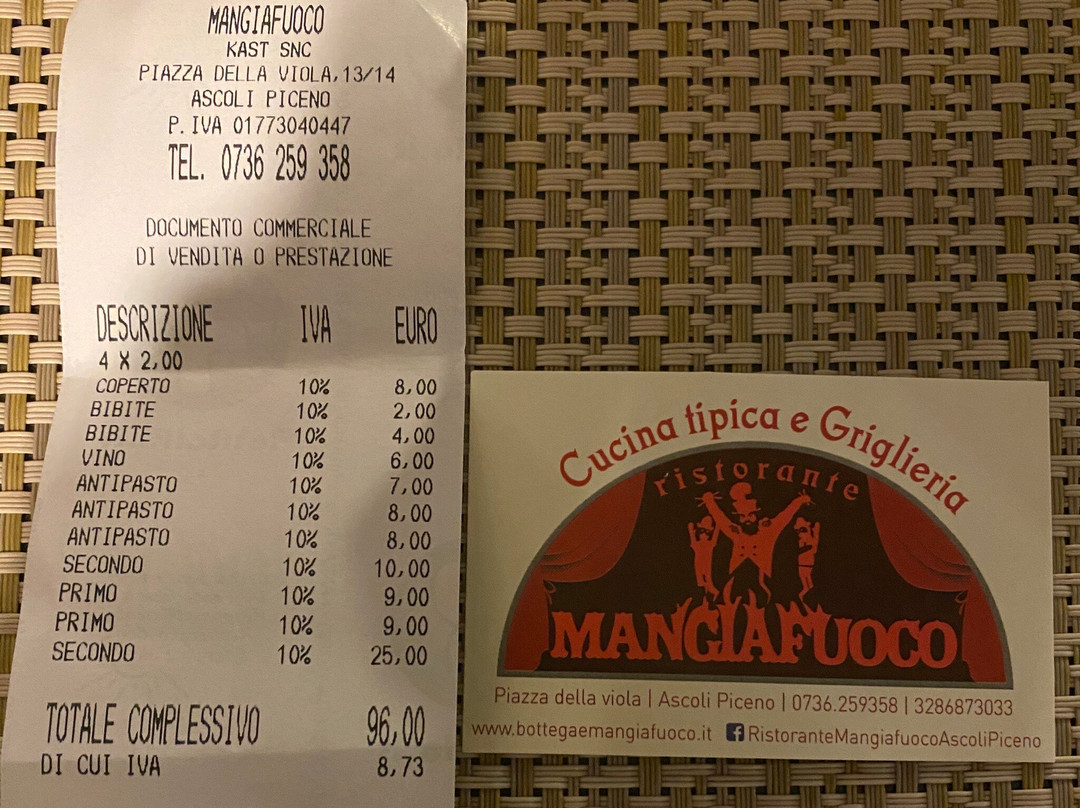 MANGIAFUOCO
KAST SNC
PIAZZA DELLA VIOLA,13/14
ASCOLI PICENO
P.IVA 01773040447
TEL. 0736 259 358
DOCUMENTO COMMERCIALE
DI VENDITA O PRESTAZIONE
DESCRIZIONE IVA EURO
4 X 2,00
COPERTO 10% 8,00
BIBITE 10% 2,00
BIBITE 10% 4,00
VINO 10% 6,00
ANTIPASTO 10% 7,00
ANTIPASTO 10% 8,00
ANTIPASTO 10% 8,00
SECONDO 10% 10,00
PRIMO 10% 9,00
PRIMO 10% 9,00
SECONDO 10% 25,00
TOTALE COMPLESSIVO 96,00
DI CUI IVA 8,73
Cucina tipica e Griglieria
ristorante
MANGIAFUOCO
Piazza della viola | Ascoli Piceno | 0736.259358 | 3286873033
www.bottegaemangiafuoco.it f RistoranteMangiafuocoAscoliPiceno